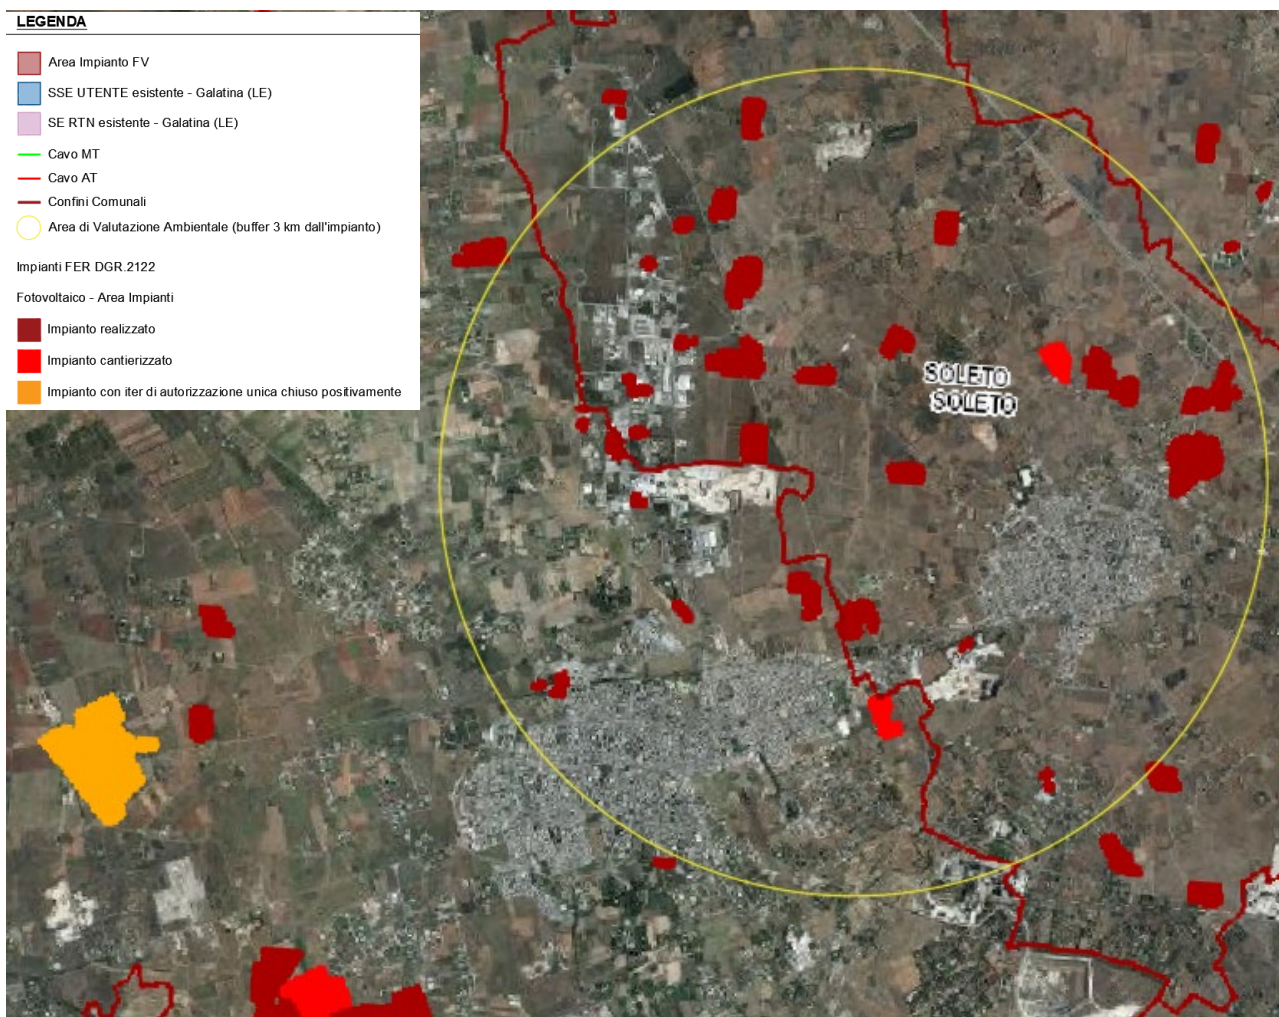 LEGENDA
Area Impianto FV
SSE UTENTE esistente - Galatina (LE)
SE RTN esistente - Galatina (LE)
Cavo MT
Cavo AT
Confini Comunali
Area di Valutazione Ambientale (buffer 3 km dall'impianto)
Impianti FER DGR.2122
Fotovoltaico - Area Impianti
Impianto realizzato
Impianto cantierizzato
Impianto con iter di autorizzazione unica chiuso positivamente
SOLETO
SOLETO